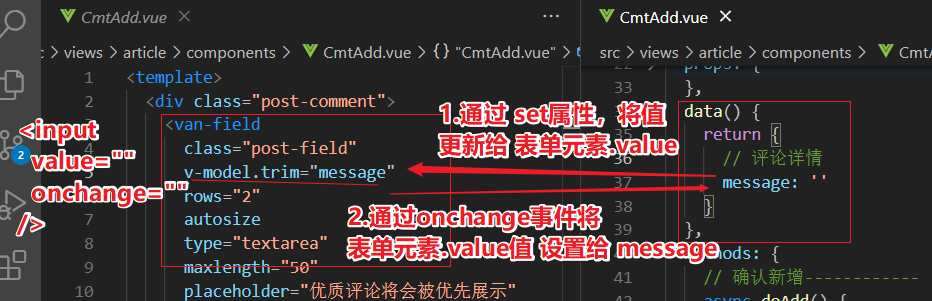 CmtAdd.vue
src > views > article > components > CmtAdd.vue > {} "CmtAdd.vue" >
1 <template>
2 <div class="post-comment">
3 <van-field
4 class="post-field"
5 v-model.trim="message"
6 rows="2"
7 autosize
8 type="textarea"
9 maxlength="50"
10 placeholder="优质评论将会被优先展示"
<input
value=""
onchange=""
/>
2
1.通过 set属性，将值
更新给 表单元素.value
2.通过onchange事件将
表单元素.value值 设置给 message
CmtAdd.vue
src > views > article > components >
props: {
},
data() {
35 return {
36 // 评论详情
37 message: ''
38 }
39 },
hods: {
41 // 确认新增------------
42 async doAdd() {